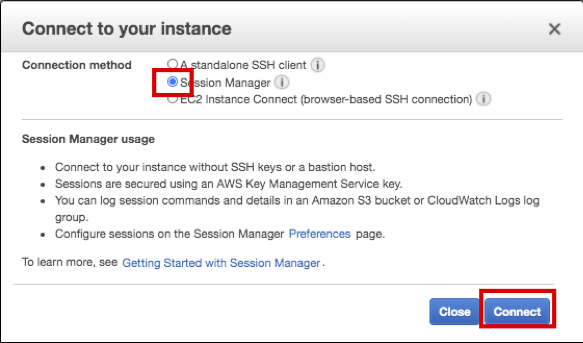 Connect to your instance
Connection method
A standalone SSH client
Session Manager
EC2 Instance Connect (browser-based SSH connection)
Session Manager usage
• Connect to your instance without SSH keys or a bastion host.
• Sessions are secured using an AWS Key Management Service key.
• You can log session commands and details in an Amazon S3 bucket or CloudWatch Logs log
group.
• Configure sessions on the Session Manager Preferences page.
To learn more, see Getting Started with Session Manager.
Close Connect